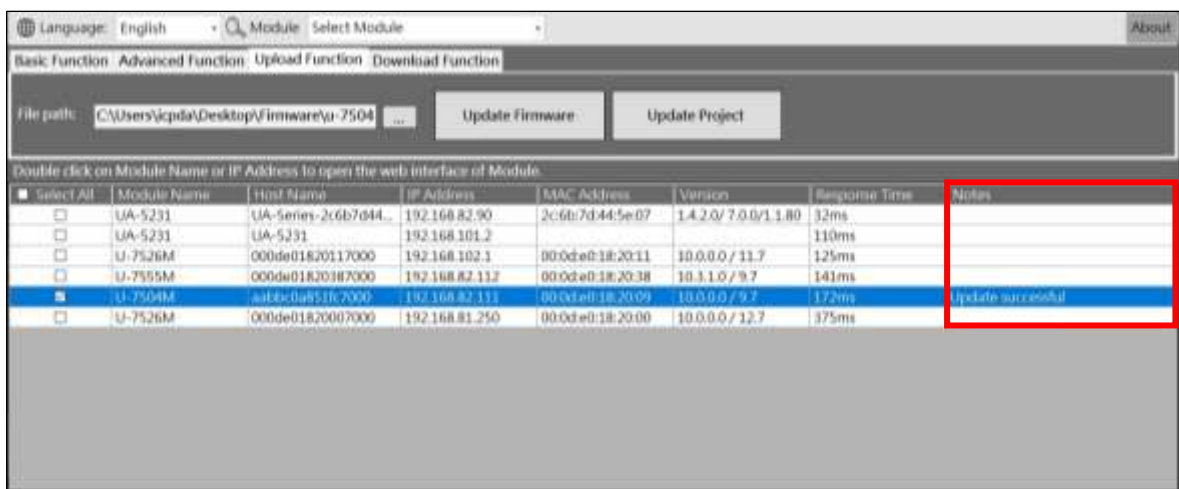 Language: English Module Select Module About
Basic Function Advanced Function Upload Function Download Function
File path: C:\Users\icpda\Desktop\Firmware\u-7504 ... Update Firmware Update Project
Double click on Module Name or IP Address to open the web interface of Module.
Select All Module Name Host Name IP Address MAC Address Version Response Time Notes
UA-5231 UA-Series-2c6b7d44... 192.168.82.90 2c:6b:7d:44:5e:07 1.4.2.0/ 7.0.0/1.1.80 32ms
UA-5231 UA-5231 192.168.101.2 110ms
U-7526M 000de01820117000 192.168.102.1 00:0d:e0:18:20:11 10.0.0.0 / 11.7 125ms
U-7555M 000de01820387000 192.168.82.112 00:0d:e0:18:20:38 10.3.1.0 / 9.7 141ms
U-7504M aabbc0a851fc7000 192.168.82.111 00:0d:e0:18:20:09 10.0.0.0 / 9.7 172ms Update successful
U-7526M 000de01820007000 192.168.81.250 00:0d:e0:18:20:00 10.0.0.0 / 12.7 375ms